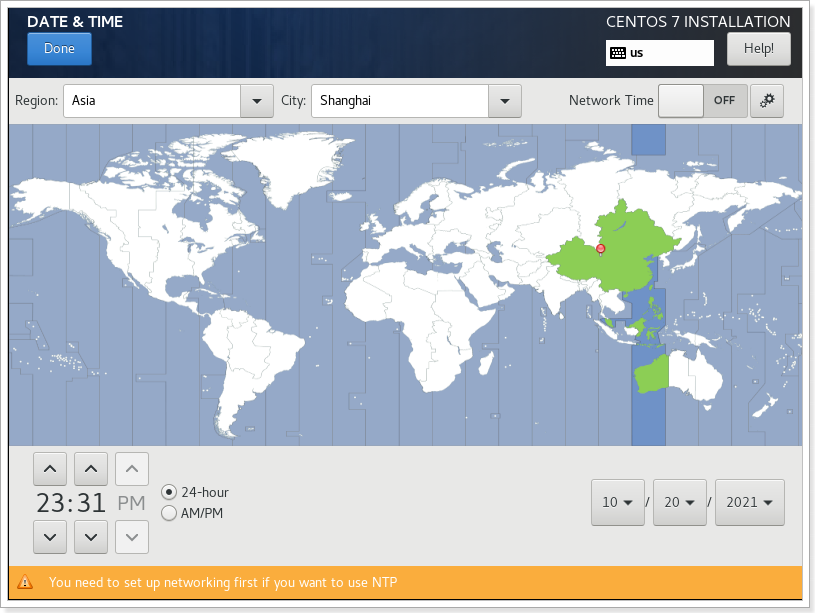 DATE & TIME
CENTOS 7 INSTALLATION
Done
us
Help!
Region: Asia City: Shanghai Network Time OFF
23:31 PM
24-hour
AM/PM
10 / 20 / 2021
You need to set up networking first if you want to use NTP